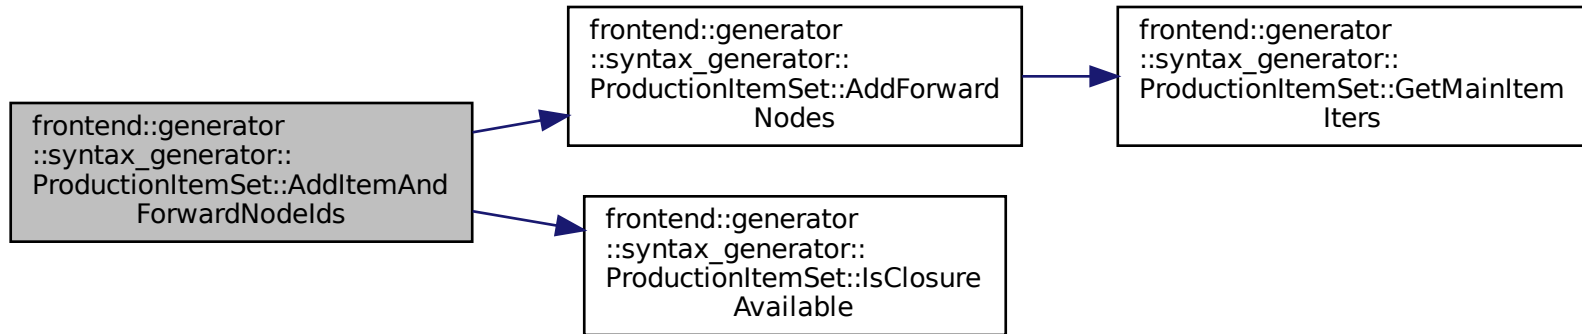 frontend::generator
::syntax_generator::
ProductionItemSet::AddItemAnd
ForwardNodeIds
frontend::generator
::syntax_generator::
ProductionItemSet::AddForward
Nodes
frontend::generator
::syntax_generator::
ProductionItemSet::GetMainItem
Iters
frontend::generator
::syntax_generator::
ProductionItemSet::IsClosure
Available